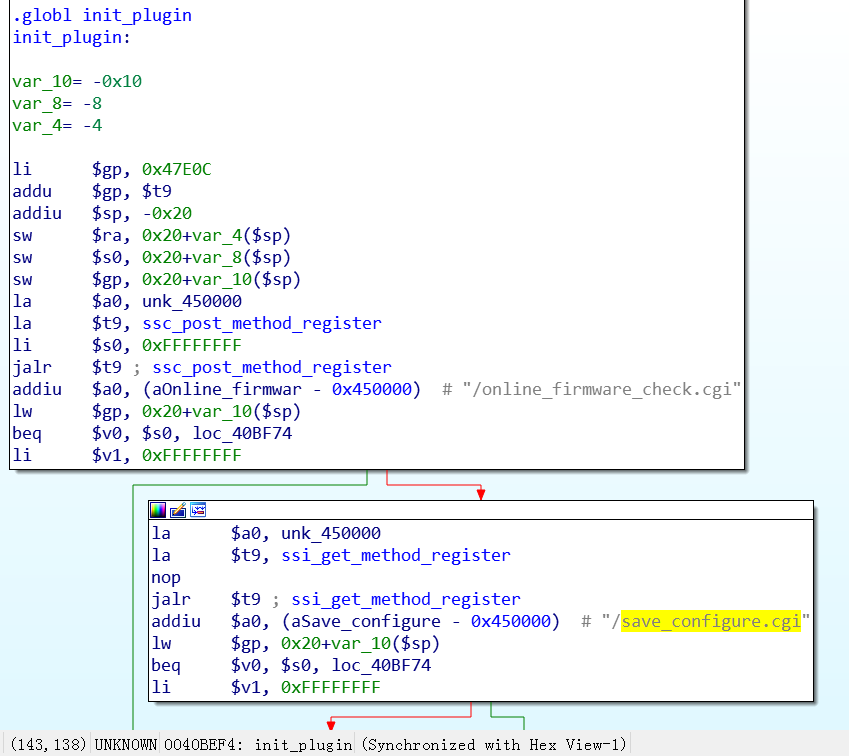 .globl init_plugin
init_plugin:
var_10= -0x10
var_8= -8
var_4= -4
li $gp, 0x47E0C
addu $gp, $t9
addiu $sp, -0x20
sw $ra, 0x20+var_4($sp)
sw $s0, 0x20+var_8($sp)
sw $gp, 0x20+var_10($sp)
la $a0, unk_450000
la $t9, ssc_post_method_register
li $s0, 0xFFFFFFFF
jalr $t9 ; ssc_post_method_register
addiu $a0, (aOnline_firmwar - 0x450000) # "/online_firmware_check.cgi"
lw $gp, 0x20+var_10($sp)
beq $v0, $s0, loc_40BF74
li $v1, 0xFFFFFFFF
la $a0, unk_450000
la $t9, ssi_get_method_register
nop
jalr $t9 ; ssi_get_method_register
addiu $a0, (aSave_configure - 0x450000) # "/save_configure.cgi"
lw $gp, 0x20+var_10($sp)
beq $v0, $s0, loc_40BF74
li $v1, 0xFFFFFFFF
(143,138) UNKNOWN 0040BEF4: init_plugin (Synchronized with Hex View-1)